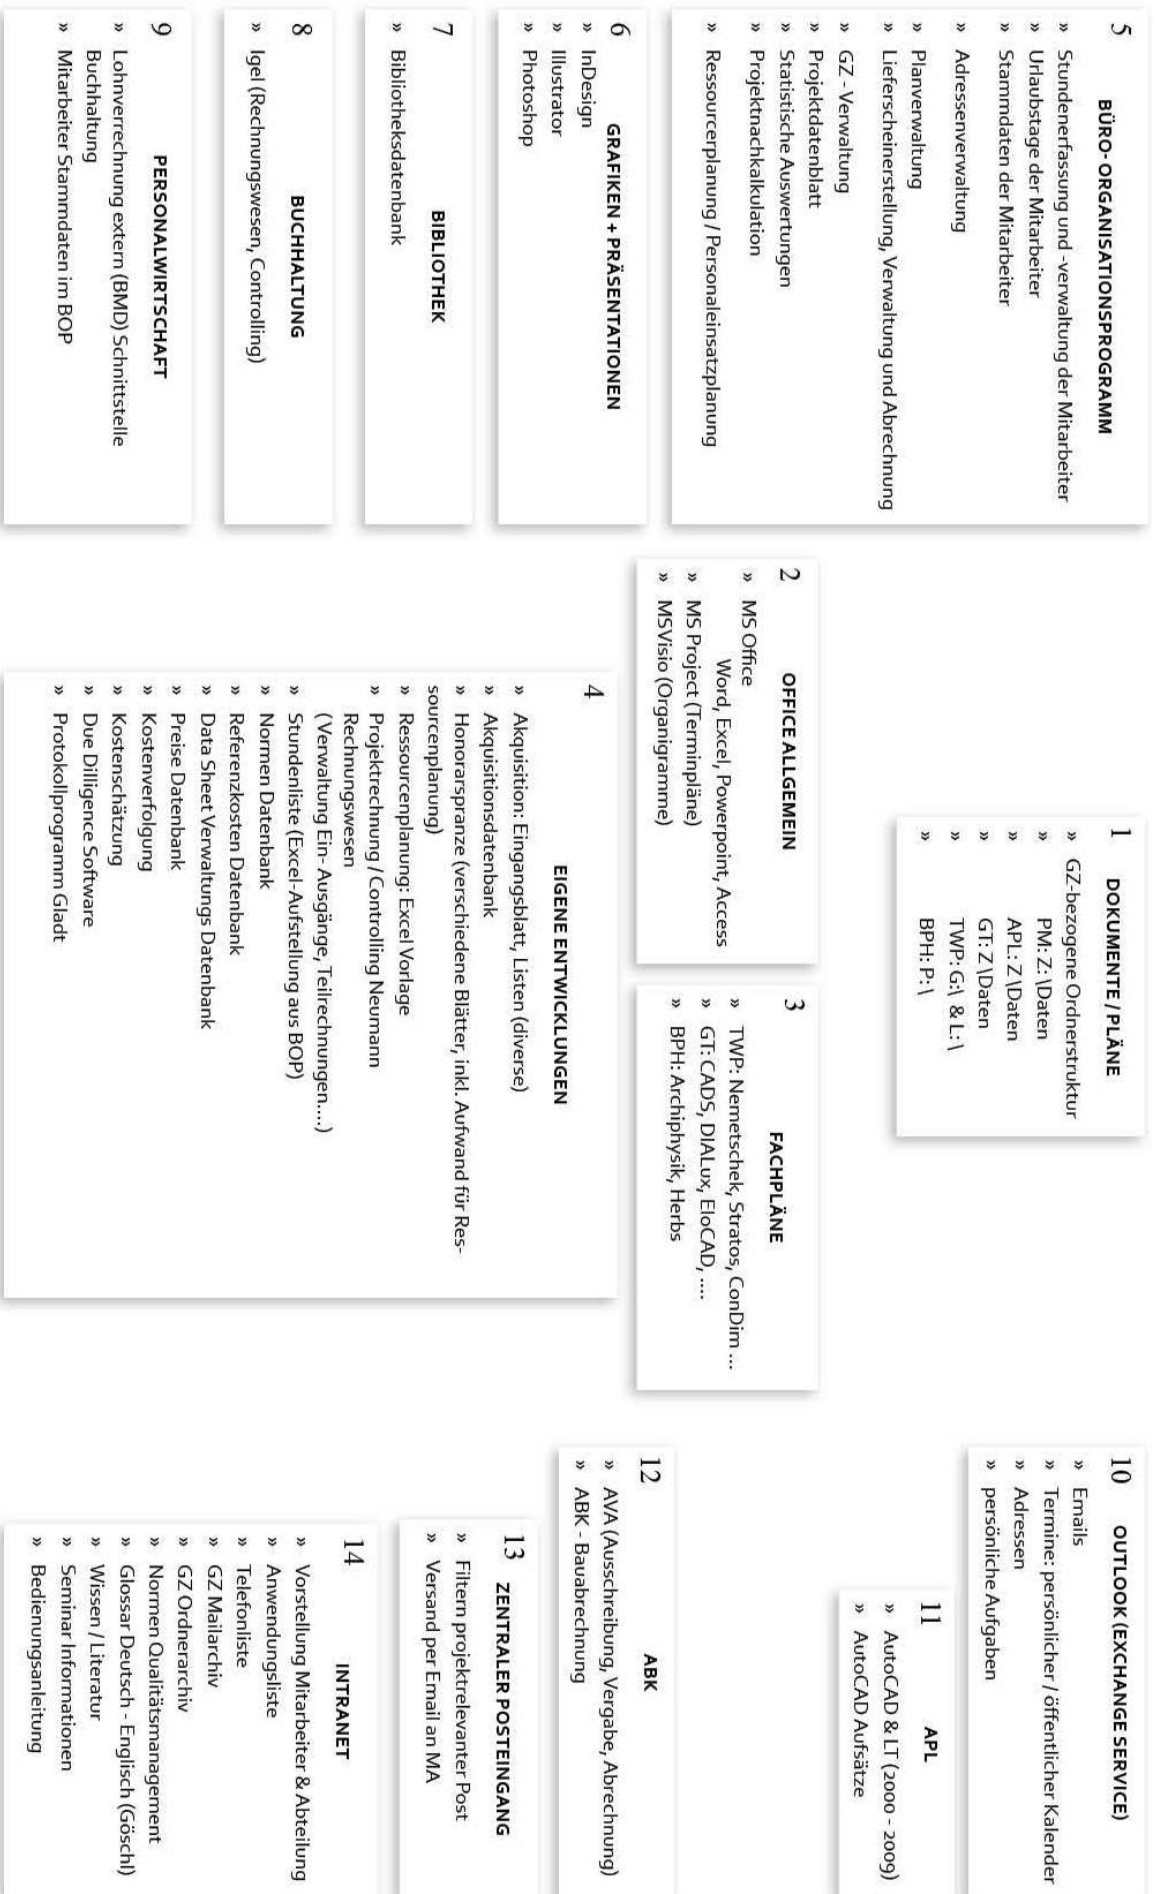 1 DOKUMENTE / PLÄNE
» GZ-bezogene Ordnerstruktur
» PM: Z: \Daten
» APL: Z \Daten
» GT: Z \Daten
» TWP: G:\ & L: \
» BPH: P: \
2 OFFICE ALLGEMEIN
» MS Office
Word, Excel, Powerpoint, Access
» MS Project (Terminpläne)
» MSVisio (Organigramme)
3 FACHPLÄNE
» TWP: Nemetschek, Stratos, ConDim ...
» GT: CADS, DIALux, EloCAD, ....
» BPH: Archiphysik, Herbs
4 EIGENE ENTWICKLUNGEN
» Akquisition: Eingangsblatt, Listen (diverse)
» Akquisitionsdatenbank
» Honorarspranze (verschiedene Blätter, inkl. Aufwand für Res-
sourcenplanung)
» Ressourcenplanung: Excel Vorlage
» Projektrechnung / Controlling Neumann
Rechnungswesen
(Verwaltung Ein- Ausgänge, Teilrechnungen....)
» Stundenliste (Excel-Aufstellung aus BOP)
» Normen Datenbank
» Referenzkosten Datenbank
» Data Sheet Verwaltungs Datenbank
» Preise Datenbank
» Kostenverfolgung
» Kostenschätzung
» Due Dilligence Software
» Protokollprogramm Gladt
5 BÜRO-ORGANISATIONSPROGRAMM
» Stundenerfassung und -verwaltung der Mitarbeiter
» Urlaubstage der Mitarbeiter
» Stammdaten der Mitarbeiter
» Adressenverwaltung
» Planverwaltung
» Lieferscheinerstellung, Verwaltung und Abrechnung
» GZ - Verwaltung
» Projektdatenblatt
» Statistische Auswertungen
» Projektnachkalkulation
» Ressourcerplanung / Personaleinsatzplanung
6 GRAFIKEN + PRÄSENTATIONEN
» InDesign
» Illustrator
» Photoshop
7 BIBLIOTHEK
» Bibliotheksdatenbank
8 BUCHHALTUNG
» Igel (Rechnungswesen, Controlling)
9 PERSONALWIRTSCHAFT
» Lohnverrechnung extern (BMD) Schnittstelle
Buchhaltung
» Mitarbeiter Stammdaten im BOP
10 OUTLOOK (EXCHANGE SERVICE)
» Emails
» Termine: persönlicher / öffentlicher Kalender
» Adressen
» persönliche Aufgaben
11 APL
» AutoCAD & LT (2000 - 2009)
» AutoCAD Aufsätze
12 ABK
» AVA (Ausschreibung, Vergabe, Abrechnung)
» ABK - Bauabrechnung
13 ZENTRALER POSTEINGANG
» Filtern projektrelevanter Post
» Versand per Email an MA
14 INTRANET
» Vorstellung Mitarbeiter & Abteilung
» Anwendungsliste
» Telefonliste
» GZ Mailarchiv
» GZ Ordnerarchiv
» Normen Qualitätsmanagement
» Glossar Deutsch - Englisch (Göschl)
» Wissen / Literatur
» Seminar Informationen
» Bedienungsanleitung